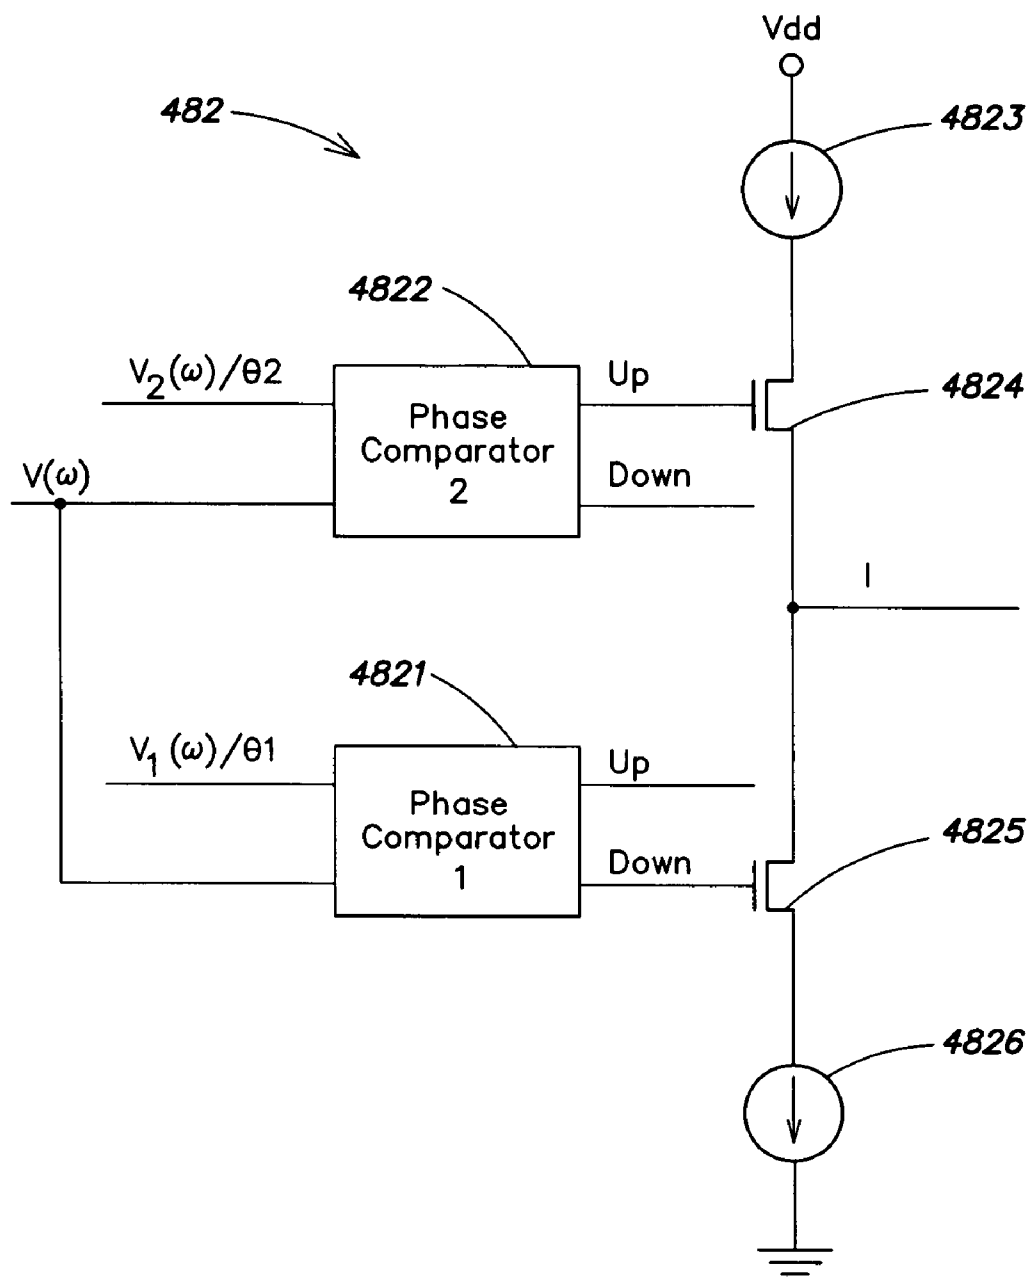 Vdd
482
4823
4822
V₂(ω)/θ2
Up
4824
Phase
Comparator
2
V(ω)
Down
I
4821
V₁(ω)/θ1
Up
Phase
Comparator
1
4825
Down
4826